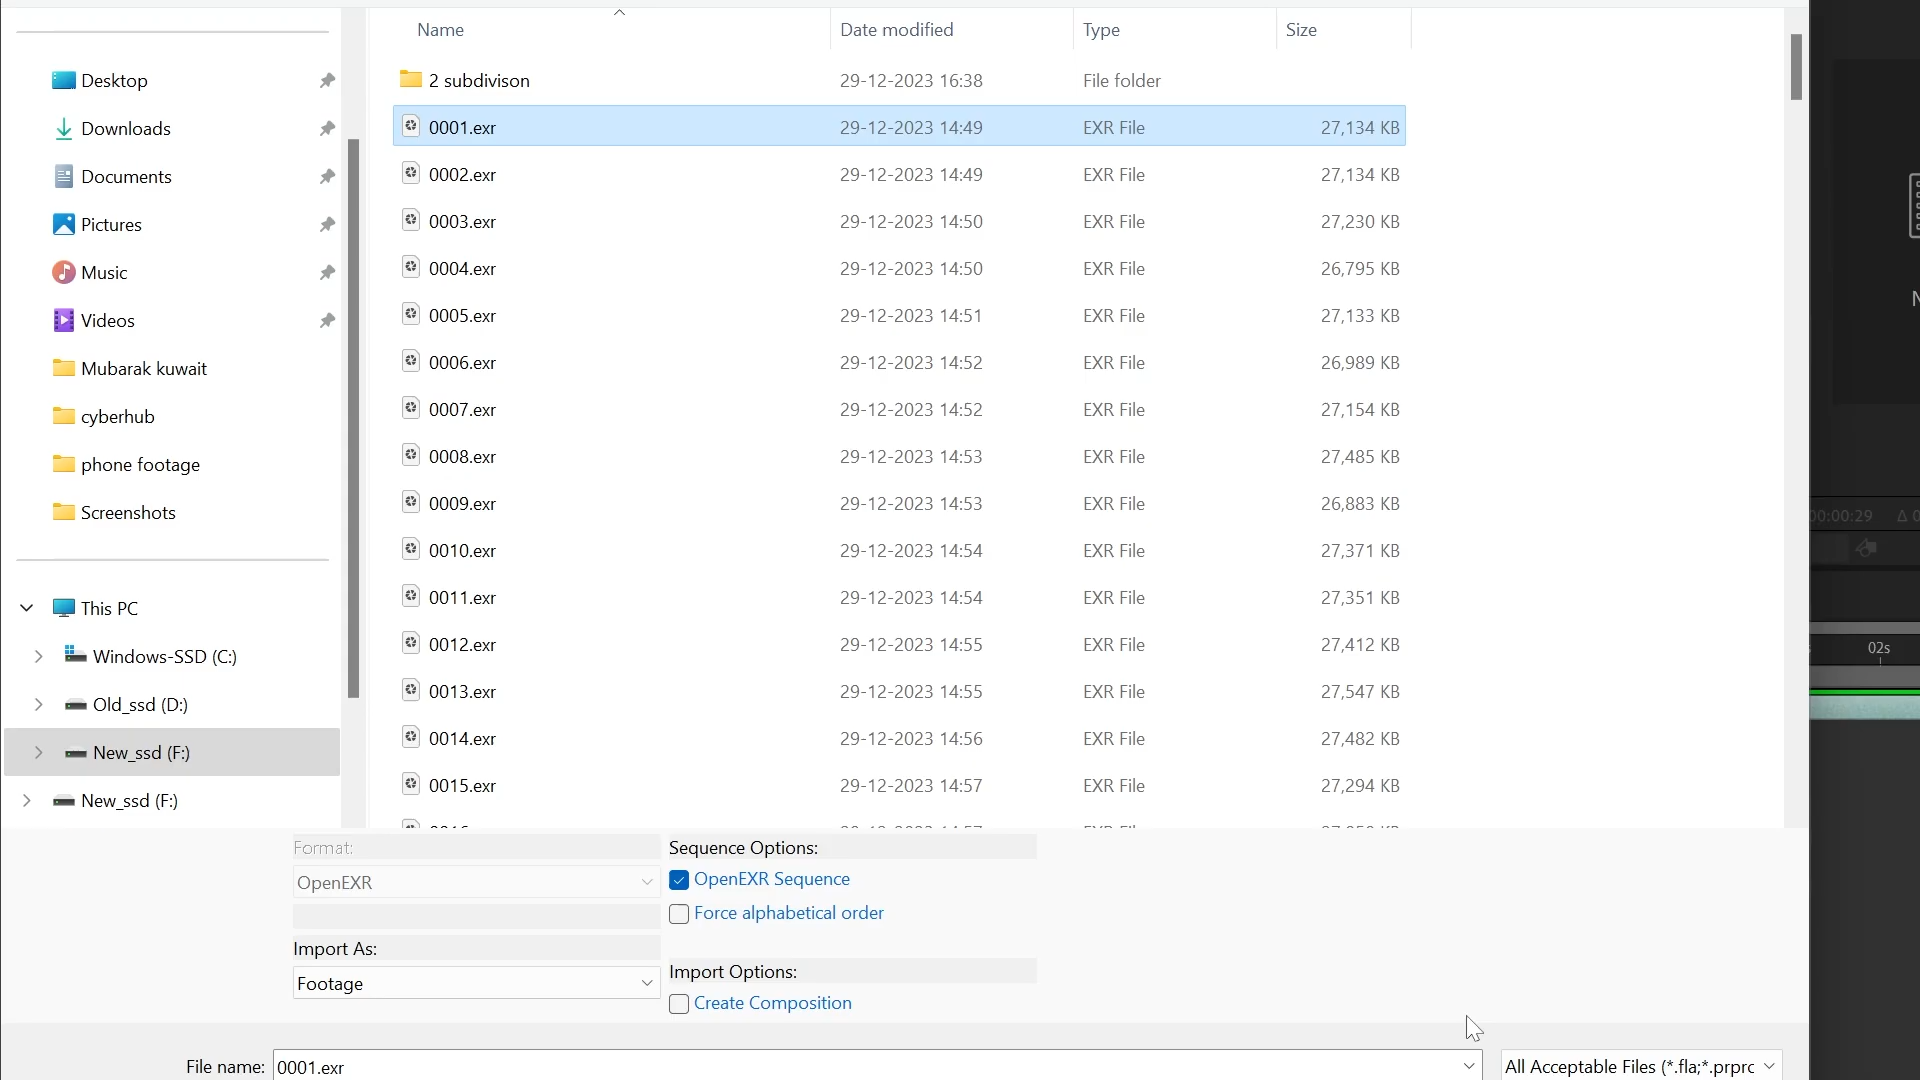 Name Date modified Type Size
Desktop
Downloads
Documents
Pictures
Music
Videos
Mubarak kuwait
cyberhub
phone footage
Screenshots
This PC
Windows-SSD (C:)
Old_ssd (D:)
New_ssd (F:)
New_ssd (F:)
2 subdivison 29-12-2023 16:38 File folder
0001.exr 29-12-2023 14:49 EXR File 27,134 KB
0002.exr 29-12-2023 14:49 EXR File 27,134 KB
0003.exr 29-12-2023 14:50 EXR File 27,230 KB
0004.exr 29-12-2023 14:50 EXR File 26,795 KB
0005.exr 29-12-2023 14:51 EXR File 27,133 KB
0006.exr 29-12-2023 14:52 EXR File 26,989 KB
0007.exr 29-12-2023 14:52 EXR File 27,154 KB
0008.exr 29-12-2023 14:53 EXR File 27,485 KB
0009.exr 29-12-2023 14:53 EXR File 26,883 KB
0010.exr 29-12-2023 14:54 EXR File 27,371 KB
0011.exr 29-12-2023 14:54 EXR File 27,351 KB
0012.exr 29-12-2023 14:55 EXR File 27,412 KB
0013.exr 29-12-2023 14:55 EXR File 27,547 KB
0014.exr 29-12-2023 14:56 EXR File 27,482 KB
0015.exr 29-12-2023 14:57 EXR File 27,294 KB
Format:
OpenEXR
Import As:
Footage
Sequence Options:
OpenEXR Sequence
Force alphabetical order
Import Options:
Create Composition
File name: 0001.exr All Acceptable Files (*.fla;*.prprc
00:00:29 Δ 0
02s